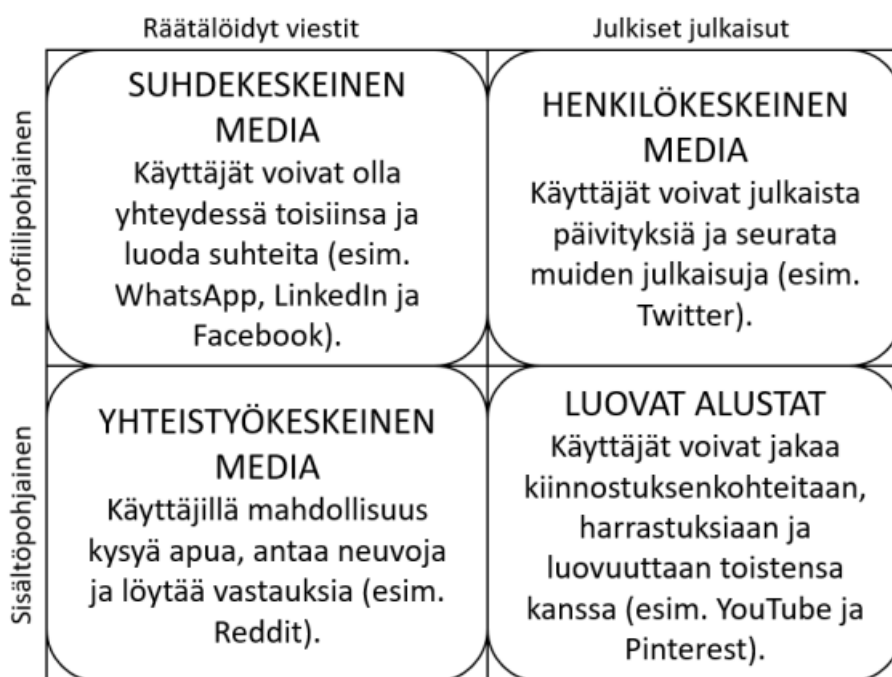 Räätälöidyt viestit
Julkiset julkaisut
Profiilipohjainen
SUHDEKESKEINEN
MEDIA
Käyttäjät voivat olla
yhteydessä toisiinsa ja
luoda suhteita (esim.
WhatsApp, LinkedIn ja
Facebook).
HENKILÖKESKEINEN
MEDIA
Käyttäjät voivat julkaista
päivityksiä ja seurata
muiden julkaisuja (esim.
Twitter).
Sisältöpohjainen
YHTEISTYÖKESKEINEN
MEDIA
Käyttäjillä mahdollisuus
kysyä apua, antaa neuvoja
ja löytää vastauksia (esim.
Reddit).
LUOVAT ALUSTAT
Käyttäjät voivat jakaa
kiinnostuksenkohteitaan,
harrastuksiaan ja
luovuuttaan toistensa
kanssa (esim. YouTube ja
Pinterest).